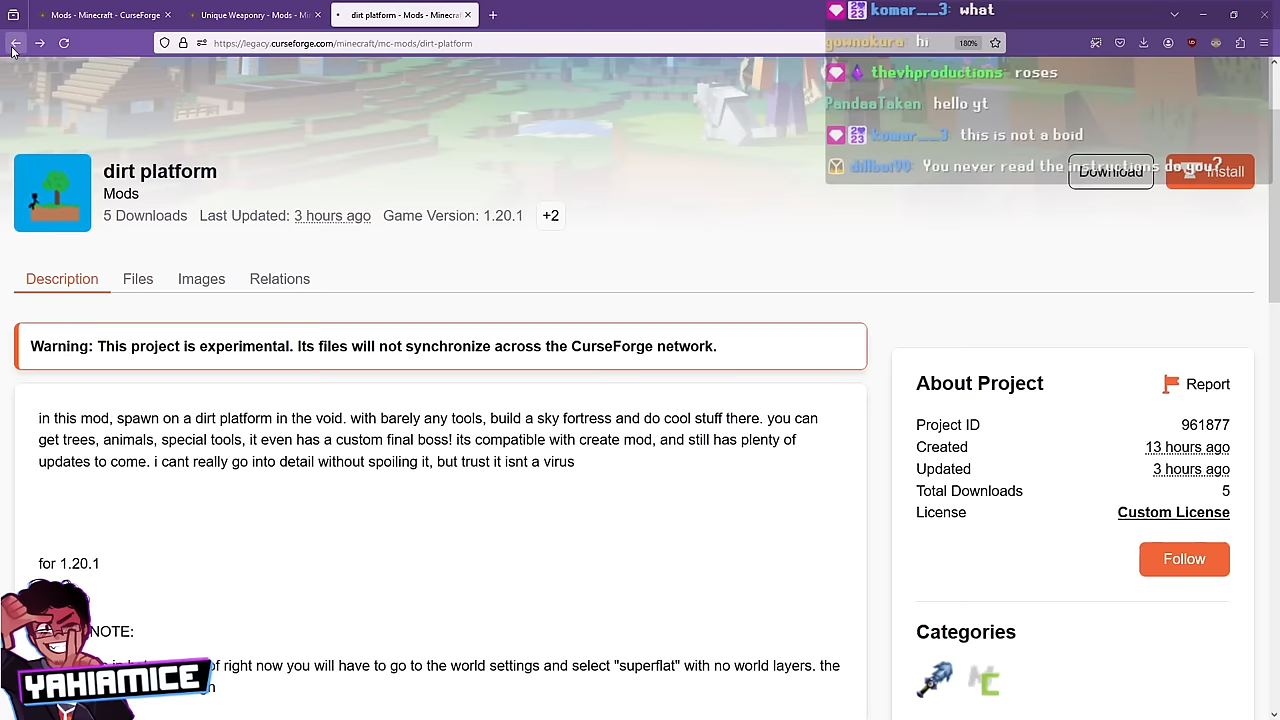 Mods - Minecraft - CurseForge
Unique Weaponry - Mods - Min
dirt platform - Mods - Minecraf
https://legacy.curseforge.com/minecraft/mc-mods/dirt-platform
180%
komar__3: what
gownokura hi
thevhproductions roses
PandaaTaken hello yt
komar__3 this is not a boid
dillboi90: You never read the instructions do you?
dirt platform
Mods
5 Downloads Last Updated: 3 hours ago Game Version: 1.20.1 +2
Download Install
Description Files Images Relations
Warning: This project is experimental. Its files will not synchronize across the CurseForge network.
in this mod, spawn on a dirt platform in the void. with barely any tools, build a sky fortress and do cool stuff there. you can
get trees, animals, special tools, it even has a custom final boss! its compatible with create mod, and still has plenty of
updates to come. i cant really go into detail without spoiling it, but trust it isnt a virus
for 1.20.1
NOTE:
of right now you will have to go to the world settings and select "superflat" with no world layers. the
About Project Report
Project ID 961877
Created 13 hours ago
Updated 3 hours ago
Total Downloads 5
License Custom License
Follow
Categories
YAHIAMICE